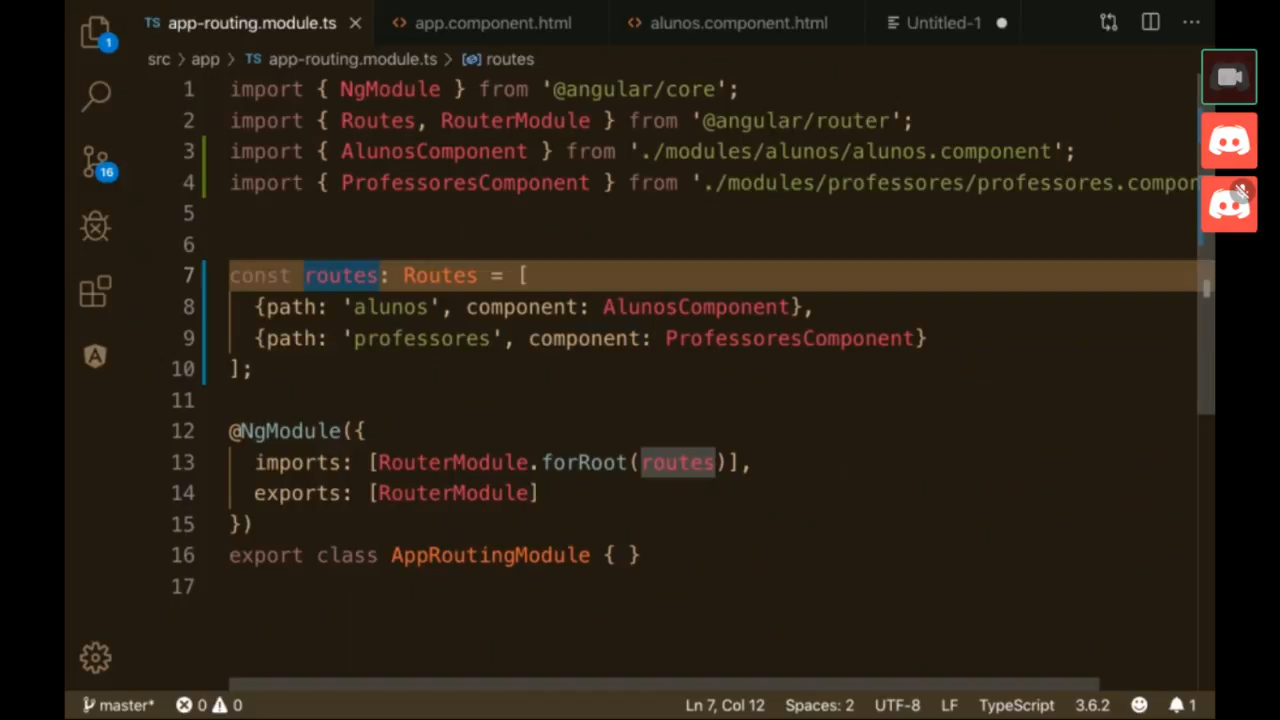 TS app-routing.module.ts
<> app.component.html
<> alunos.component.html
Untitled-1
1
src > app > TS app-routing.module.ts > routes
1 import { NgModule } from '@angular/core';
2 import { Routes, RouterModule } from '@angular/router';
3 import { AlunosComponent } from './modules/alunos/alunos.component';
4 import { ProfessoresComponent } from './modules/professores/professores.compon
16
5
6
7 const routes: Routes = [
8 {path: 'alunos', component: AlunosComponent},
9 {path: 'professores', component: ProfessoresComponent}
10 ];
11
12 @NgModule({
13 imports: [RouterModule.forRoot(routes)],
14 exports: [RouterModule]
15 })
16 export class AppRoutingModule { }
17
master* 0 0 Ln 7, Col 12 Spaces: 2 UTF-8 LF TypeScript 3.6.2 1